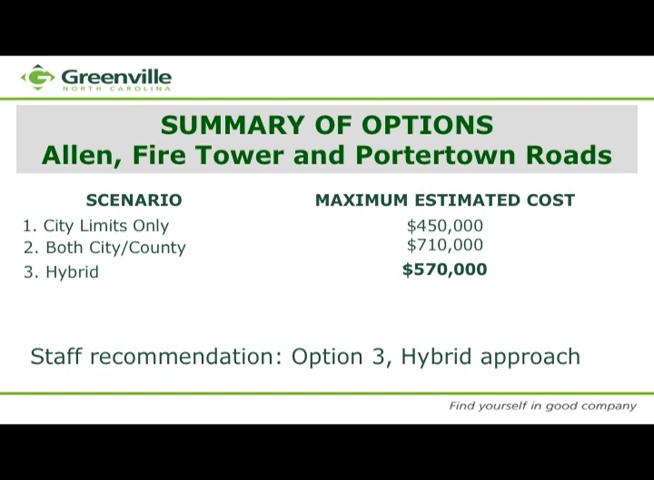 Greenville
NORTH CAROLINA
SUMMARY OF OPTIONS
Allen, Fire Tower and Portertown Roads
SCENARIO MAXIMUM ESTIMATED COST
1. City Limits Only $450,000
2. Both City/County $710,000
3. Hybrid $570,000
Staff recommendation: Option 3, Hybrid approach
Find yourself in good company